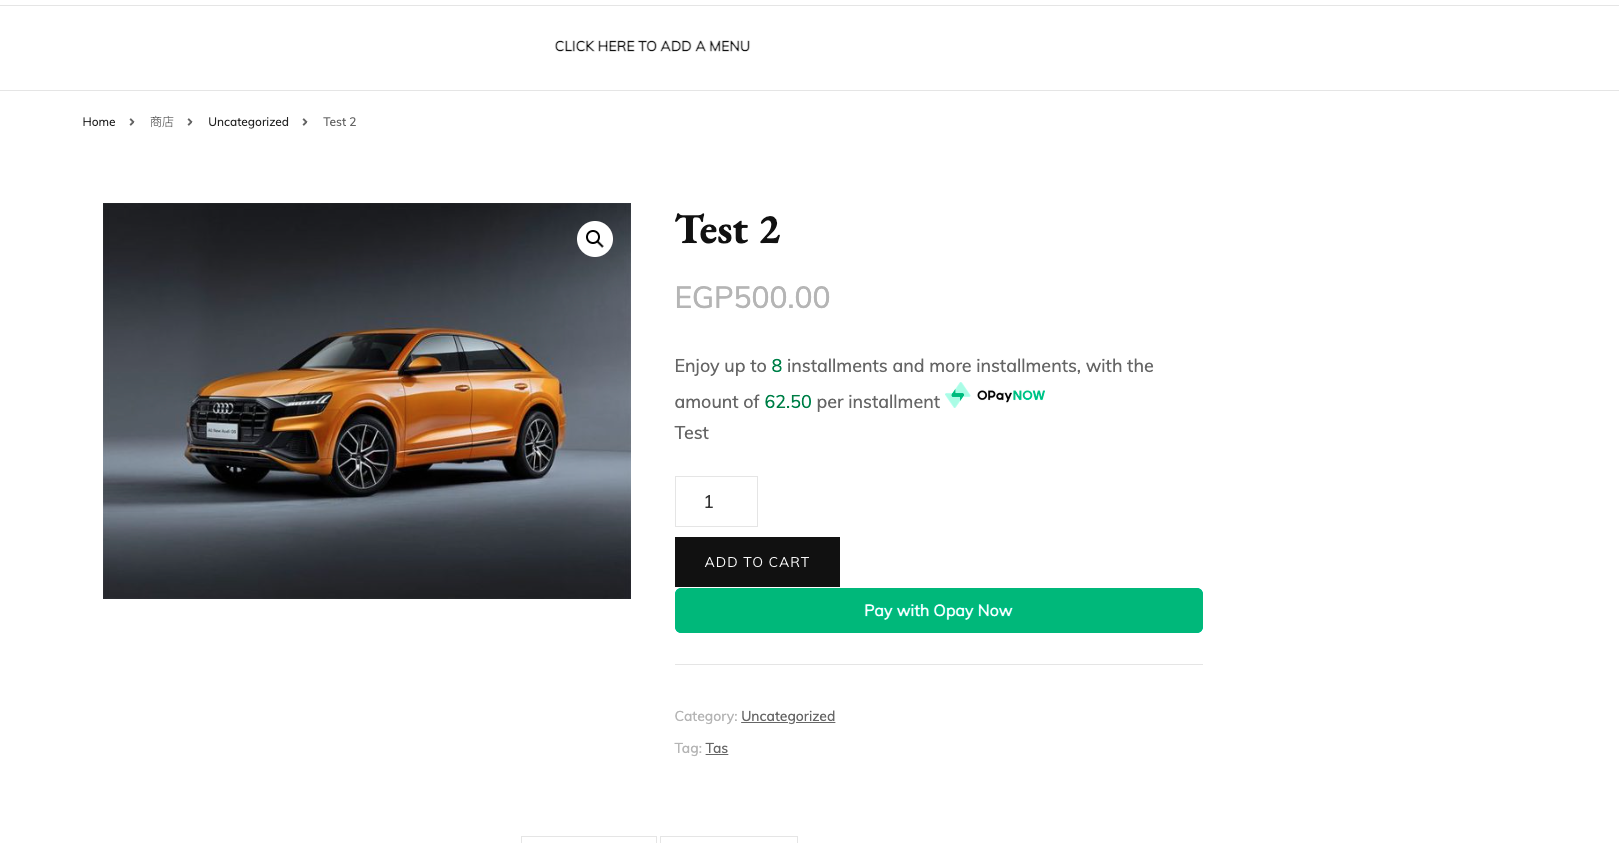 CLICK HERE TO ADD A MENU
Home > 商店 > Uncategorized > Test 2
Test 2
EGP500.00
Enjoy up to 8 installments and more installments, with the
amount of 62.50 per installment OPayNOW
Test
1
ADD TO CART
Pay with Opay Now
Category: Uncategorized
Tag: Tas